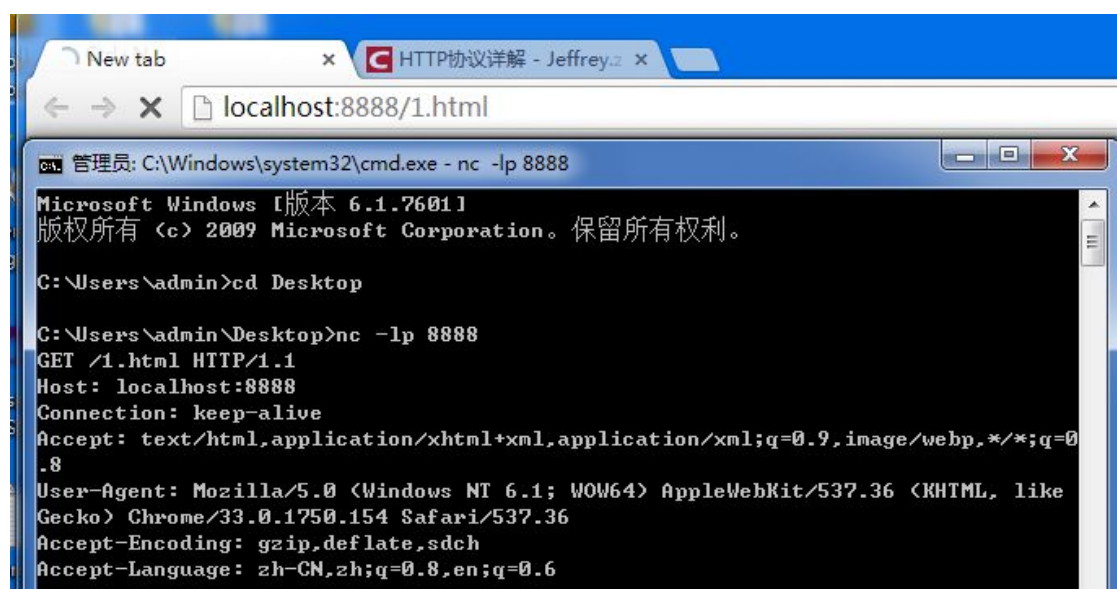 New tab
HTTP协议详解 - Jeffrey.z
localhost:8888/1.html
管理员: C:\Windows\system32\cmd.exe - nc -lp 8888
Microsoft Windows [版本 6.1.7601]
版权所有 (c) 2009 Microsoft Corporation。保留所有权利。
C:\Users\admin>cd Desktop
C:\Users\admin\Desktop>nc -lp 8888
GET /1.html HTTP/1.1
Host: localhost:8888
Connection: keep-alive
Accept: text/html,application/xhtml+xml,application/xml;q=0.9,image/webp,*/*;q=0
.8
User-Agent: Mozilla/5.0 (Windows NT 6.1; WOW64) AppleWebKit/537.36 (KHTML, like
Gecko) Chrome/33.0.1750.154 Safari/537.36
Accept-Encoding: gzip,deflate,sdch
Accept-Language: zh-CN,zh;q=0.8,en;q=0.6